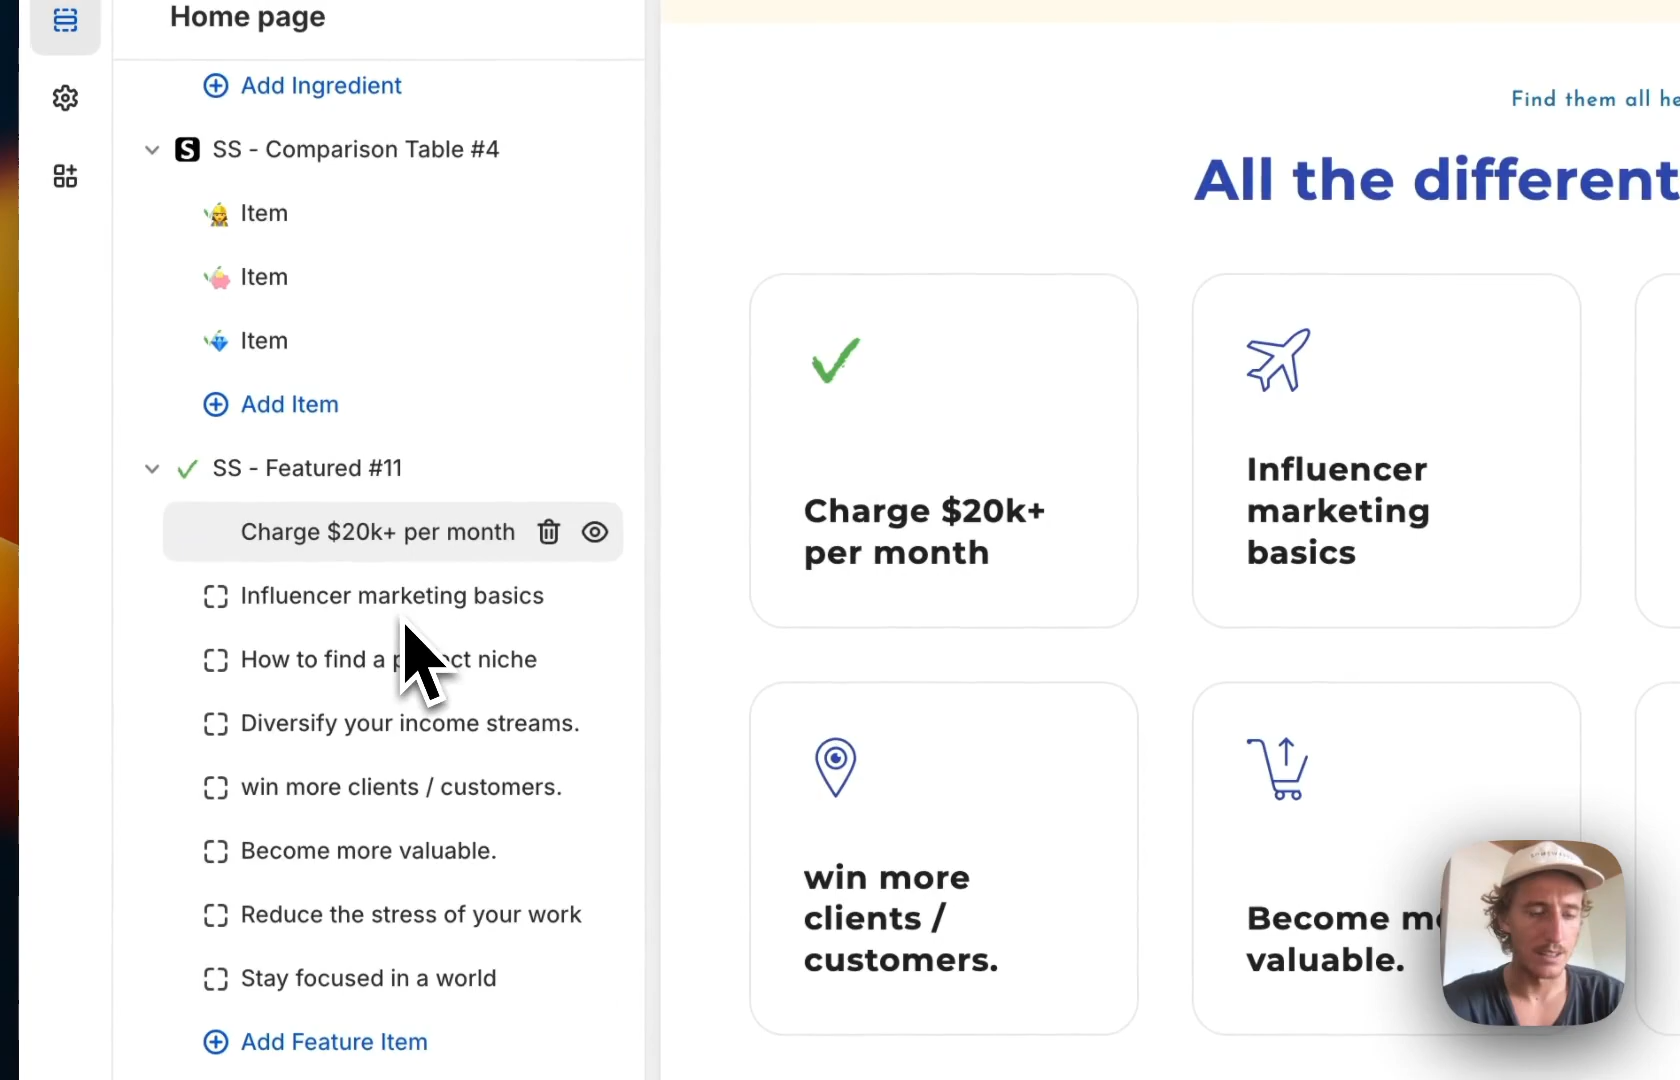 Home page
Add Ingredient
SS - Comparison Table #4
Item
Item
Item
Add Item
SS - Featured #11
Charge $20k+ per month
Influencer marketing basics
How to find a niche
Diversify your income streams.
win more clients / customers.
Become more valuable.
Reduce the stress of your work
Stay focused in a world
Add Feature Item
Find them all
All the different
Charge $20k+
per month
Influencer
marketing
basics
win more
clients /
customers.
Become
valuable.